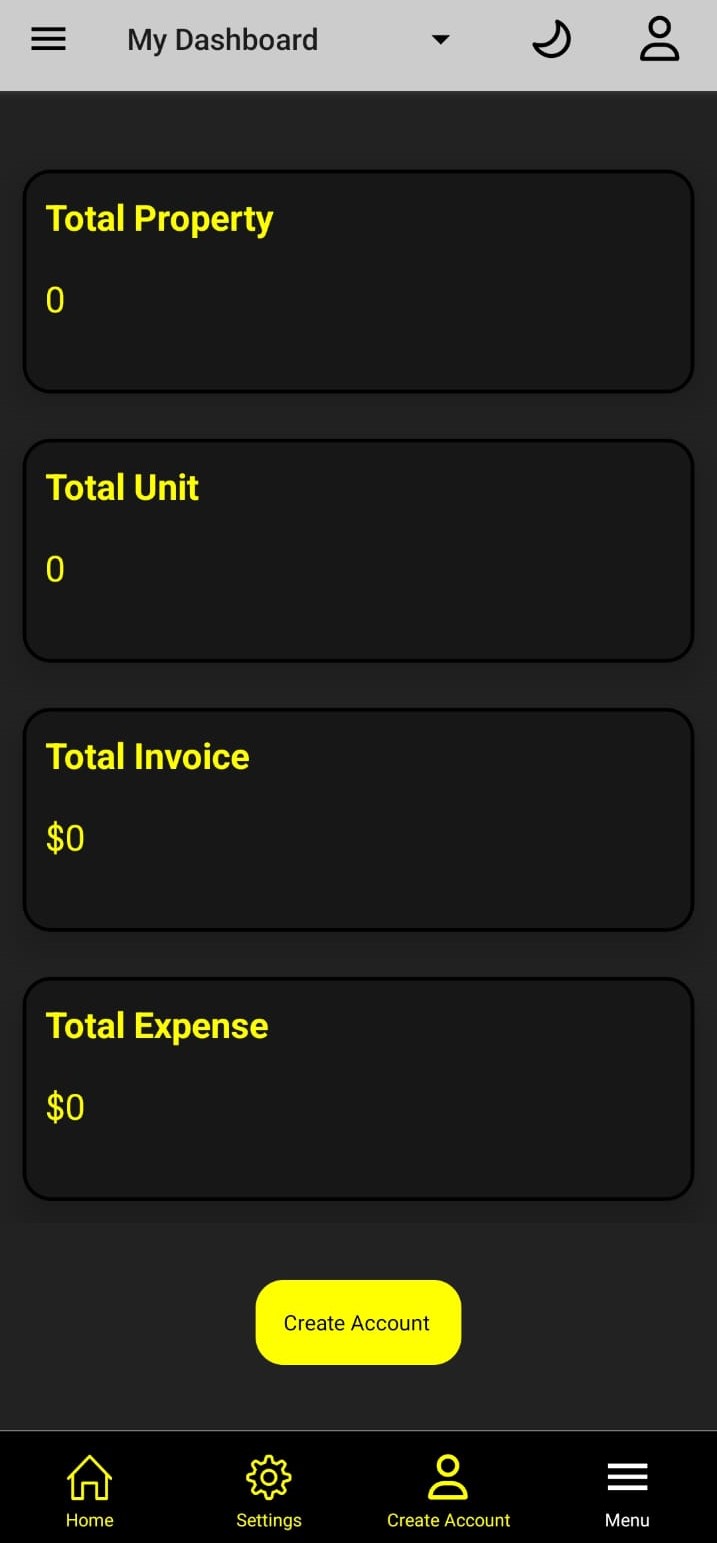 My Dashboard
Total Property
0
Total Unit
0
Total Invoice
$0
Total Expense
$0
Create Account
Home Settings Create Account Menu